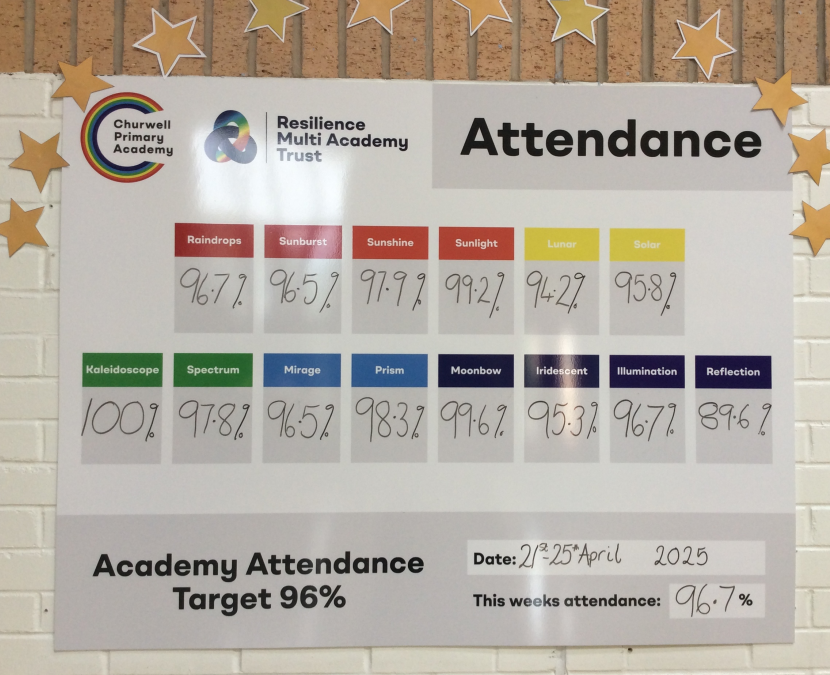 Churwell
Primary
Academy
Resilience
Multi Academy
Trust
Attendance
Raindrops Sunburst Sunshine Sunlight Lunar Solar
96.7% 96.5% 97.9% 99.2% 94.2% 95.8%
Kaleidoscope Spectrum Mirage Prism Moonbow Iridescent Illumination Reflection
100% 97.8% 96.5% 98.3% 99.6% 95.3% 96.7% 89.6%
Academy Attendance
Target 96%
Date: 21st-25th April 2025
This weeks attendance: 96.7%